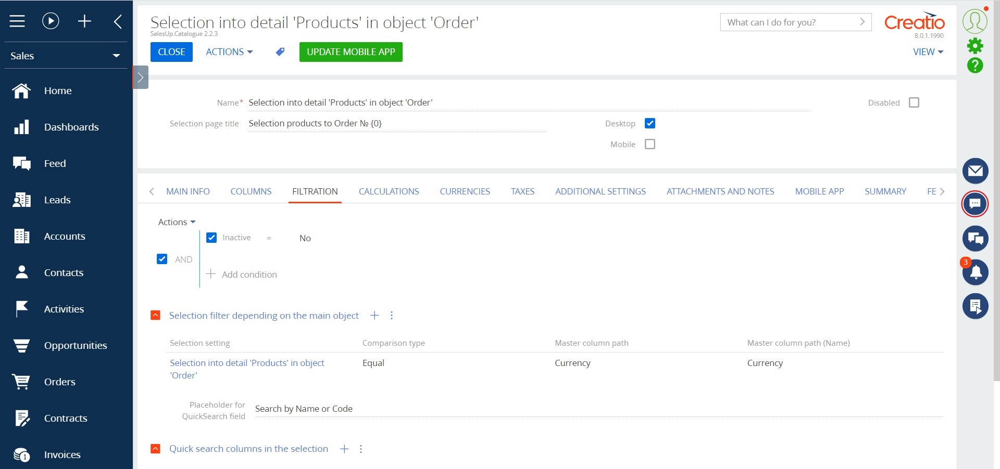 Sales
Home
Dashboards
Feed
Leads
Accounts
Contacts
Activities
Opportunities
Orders
Contracts
1
Invoices
Selection into detail 'Products' in object 'Order'
SalesUp.Catalogue 2.2.3
What can I do for you?
Creatio
8.0.1.1990
CLOSE
ACTIONS
UPDATE MOBILE APP
VIEW
Name* Selection into detail 'Products' in object 'Order'
Disabled
Selection page title Selection products to Order № {0}
Desktop
Mobile
MAIN INFO COLUMNS FILTRATION CALCULATIONS CURRENCIES TAXES ADDITIONAL SETTINGS ATTACHMENTS AND NOTES MOBILE APP SUMMARY FE
Actions
Inactive = No
AND
Add condition
Selection filter depending on the main object
Selection setting Comparison type Master column path Master column path (Name)
Selection into detail 'Products' in object Equal Currency Currency
'Order'
Placeholder for
QuickSearch field
Search by Name or Code
Quick search columns in the selection
?
3